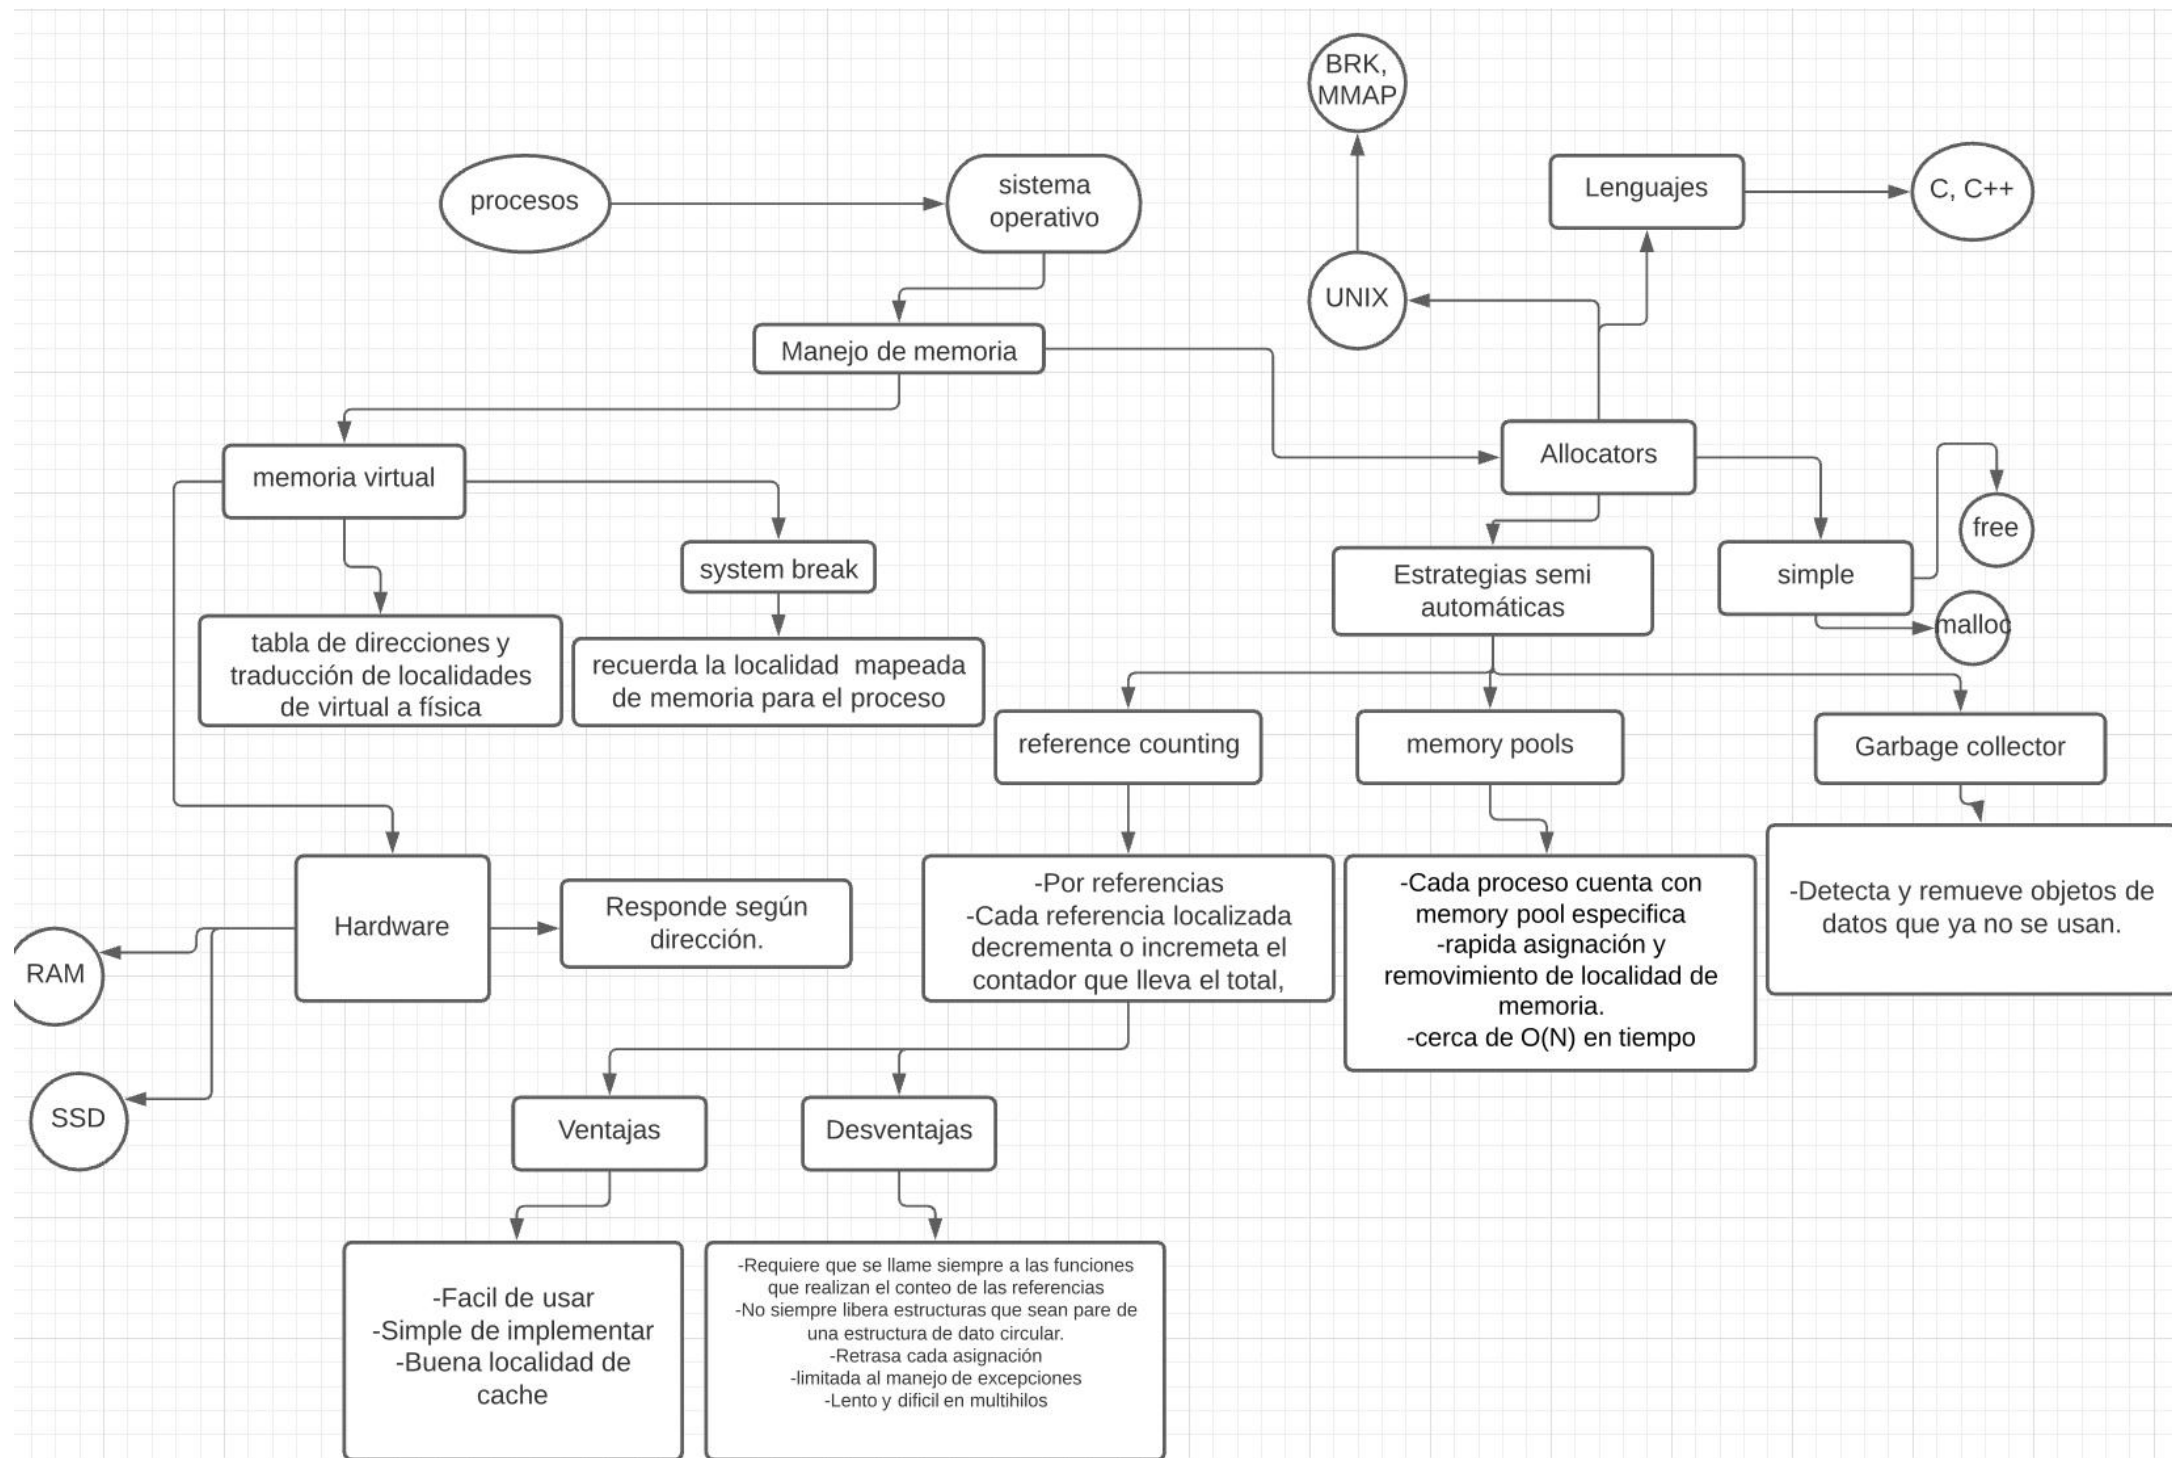 BRK,
MMAP
procesos
sistema
operativo
Lenguajes
C, C++
UNIX
Manejo de memoria
memoria virtual
Allocators
system break
free
Estrategias semi
automáticas
simple
malloc
tabla de direcciones y
traducción de localidades
de virtual a física
recuerda la localidad mapeada
de memoria para el proceso
reference counting
memory pools
Garbage collector
Hardware
Responde según
dirección.
-Por referencias
-Cada referencia localizada
decrementa o incremeta el
contador que lleva el total,
-Cada proceso cuenta con
memory pool especifica
-rapida asignación y
removimiento de localidad de
memoria.
-cerca de O(N) en tiempo
-Detecta y remueve objetos de
datos que ya no se usan.
RAM
SSD
Ventajas
Desventajas
-Facil de usar
-Simple de implementar
-Buena localidad de
cache
-Requiere que se llame siempre a las funciones
que realizan el conteo de las referencias
-No siempre libera estructuras que sean pare de
una estructura de dato circular.
-Retrasa cada asignación
-limitada al manejo de excepciones
-Lento y dificil en multihilos